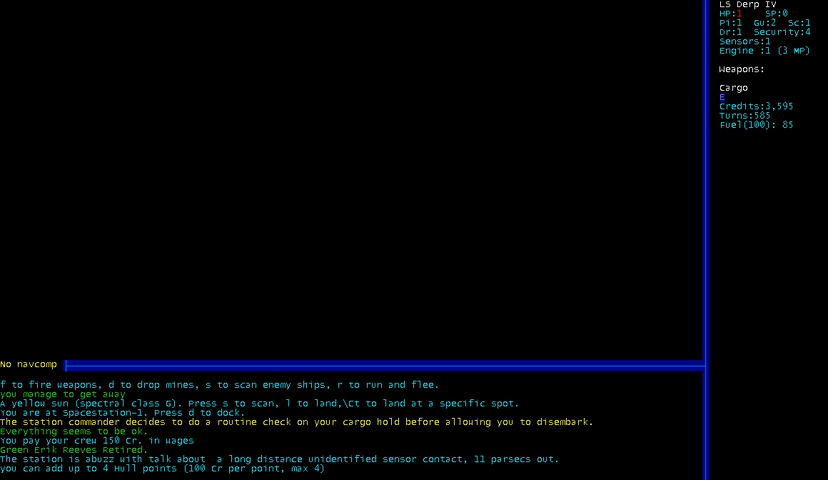 LS Derp IV
HP:1 SP:0
Pi:1 Gu:2 Sc:1
Dr:1 Security:4
Sensors:1
Engine :1 (3 MP)
Weapons:
Cargo
E
Credits:3,595
Turns:585
Fuel(100): 85
No navcomp
f to fire weapons, d to drop mines, s to scan enemy ships, r to run and flee.
you manage to get away
A yellow sun (spectral class G). Press s to scan, l to land,\Ct to land at a specific spot.
You are at Spacestation-1. Press d to dock.
The station commander decides to do a routine check on your cargo hold before allowing you to disembark.
Everything seems to be ok.
You pay your crew 150 Cr. in wages
Green Erik Reeves Retired.
The station is abuzz with talk about  a long distance unidentified sensor contact, 11 parsecs out.
you can add up to 4 Hull points (100 Cr per point, max 4)